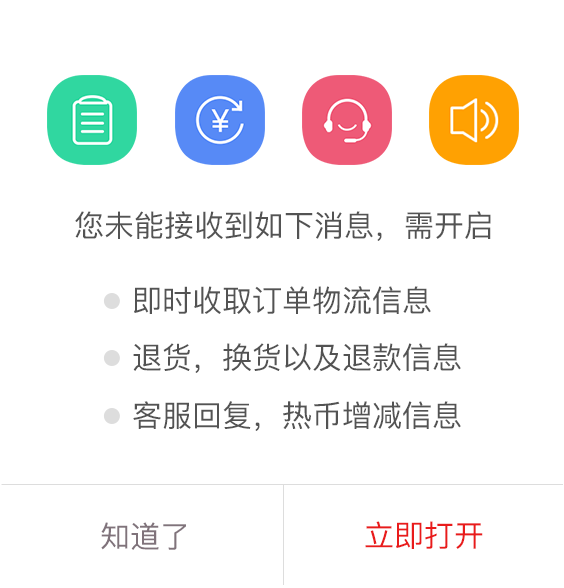 您未能接收到如下消息，需开启
即时收取订单物流信息
退货，换货以及退款信息
客服回复，热币增减信息
知道了
立即打开